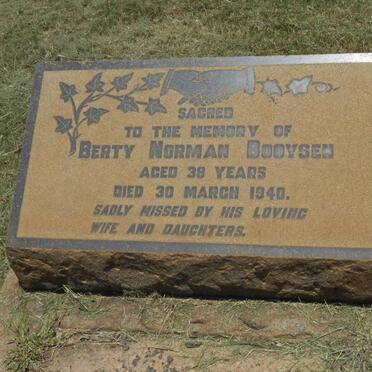 SACRED
TO THE MEMORY OF
BERTY NORMAN BOOYSEN
AGED 38 YEARS
DIED 30 MARCH 1940.
SADLY MISSED BY HIS LOVING
WIFE AND DAUGHTERS.